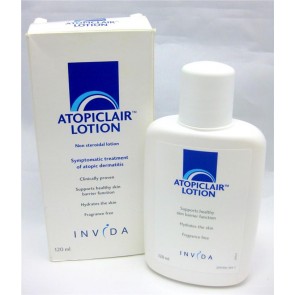 ATOPICLAIR™
LOTION
Non steroidal lotion
Symptomatic treatment
of atopic dermatitis
Clinically proven
Supports healthy skin
barrier function
Hydrates the skin
Fragrance free
INVIDA
120 ml
ATOPICLAIR™
LOTION
Supports healthy
skin barrier function
Hydrates the skin
Fragrance free
INVIDA
120 ml